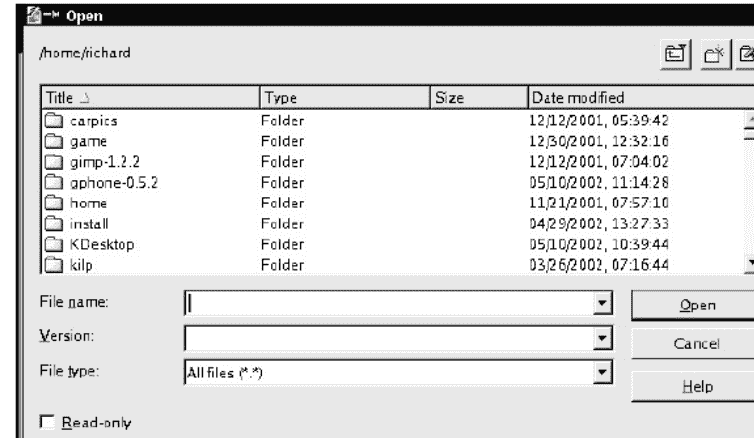 Open
/home/richard
Title Type Size Date modified
carpics Folder 12/12/2001, 05:39:42
game Folder 12/30/2001, 12:32:16
gimp-1.2.2 Folder 12/12/2001, 07:04:02
gphone-0.5.2 Folder 05/10/2002, 11:14:28
home Folder 11/21/2001, 07:57:10
install Folder 04/29/2002, 13:27:33
KDesktop Folder 05/10/2002, 10:39:44
kilp Folder 03/26/2002, 07:16:44
File name: Open
Version: Cancel
File type: All files (*.*)
Help
Read-only